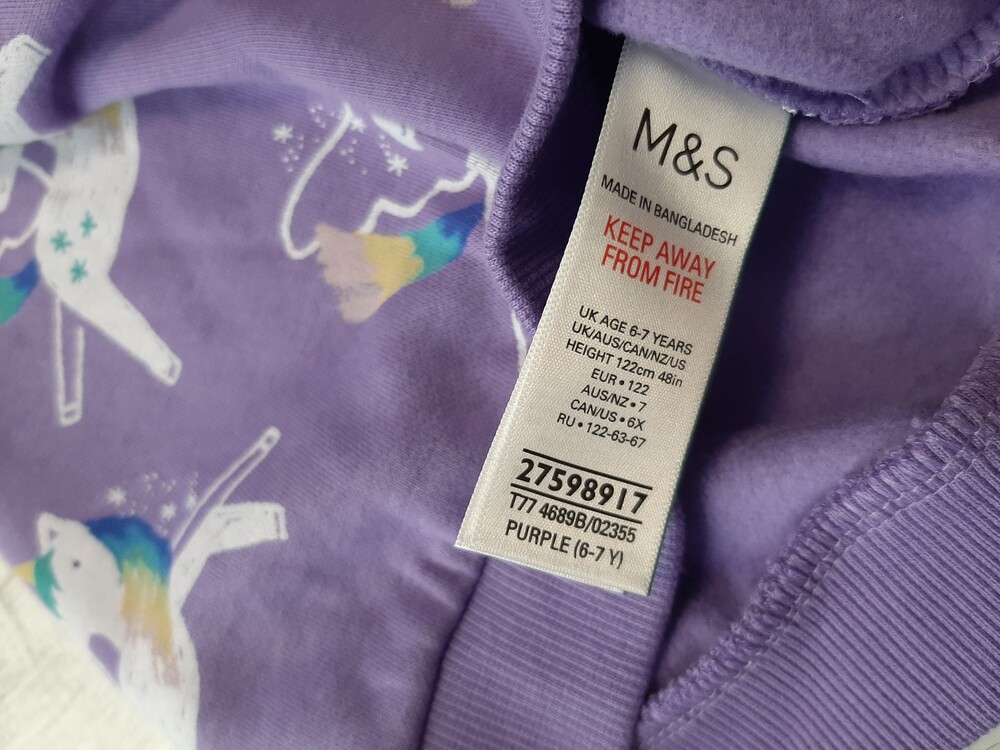 M&S
MADE IN BANGLADESH
KEEP AWAY
FROM FIRE
UK AGE 6-7 YEARS
UK/AUS/CAN/NZ/US
HEIGHT 122cm 48in
EUR•122
AUS/NZ•7
CAN/US•6X
RU•122-63-67
27598917
T77 4689B/02355
PURPLE (6-7 Y)